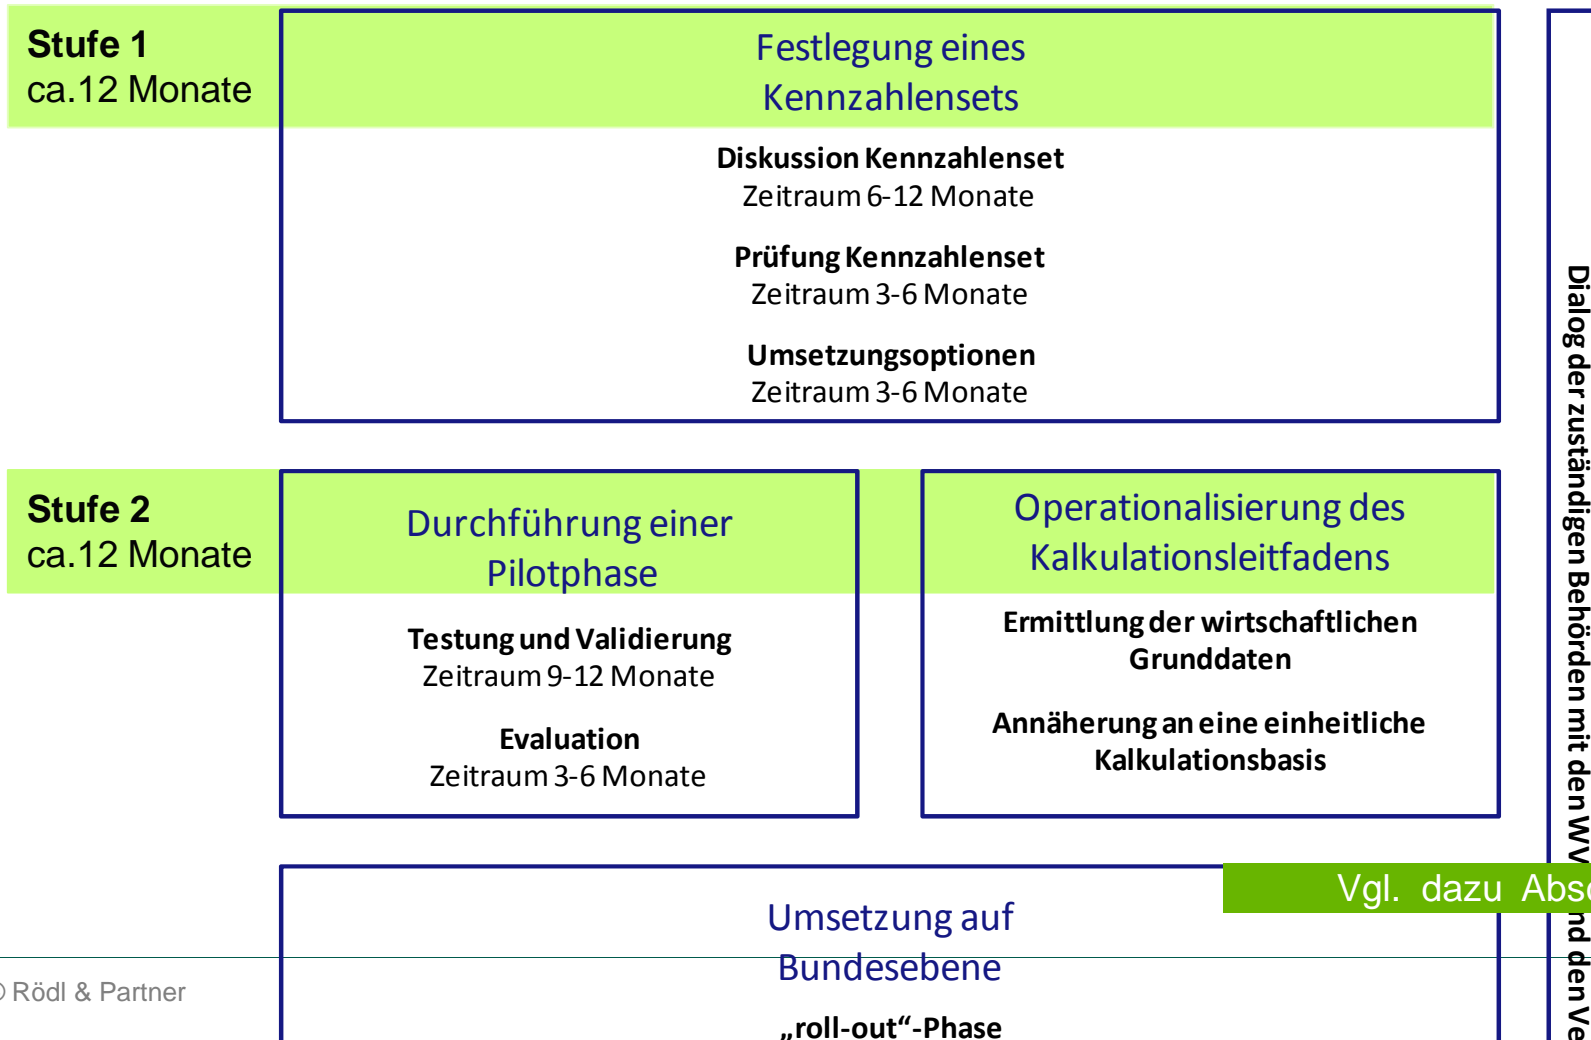 Stufe 1
ca.12 Monate
Festlegung eines
Kennzahlensets
Diskussion Kennzahlenset
Zeitraum 6-12 Monate
Prüfung Kennzahlenset
Zeitraum 3-6 Monate
Umsetzungsoptionen
Zeitraum 3-6 Monate
Stufe 2
ca.12 Monate
Durchführung einer
Pilotphase
Testung und Validierung
Zeitraum 9-12 Monate
Evaluation
Zeitraum 3-6 Monate
Operationalisierung des
Kalkulationsleitfadens
Ermittlung der wirtschaftlichen
Grunddaten
Annäherung an eine einheitliche
Kalkulationsbasis
Vgl. dazu
Umsetzung auf
Bundesebene
„roll-out“-Phase
© Rödl & Partner
Dialog der zuständigen Behörden mit den den